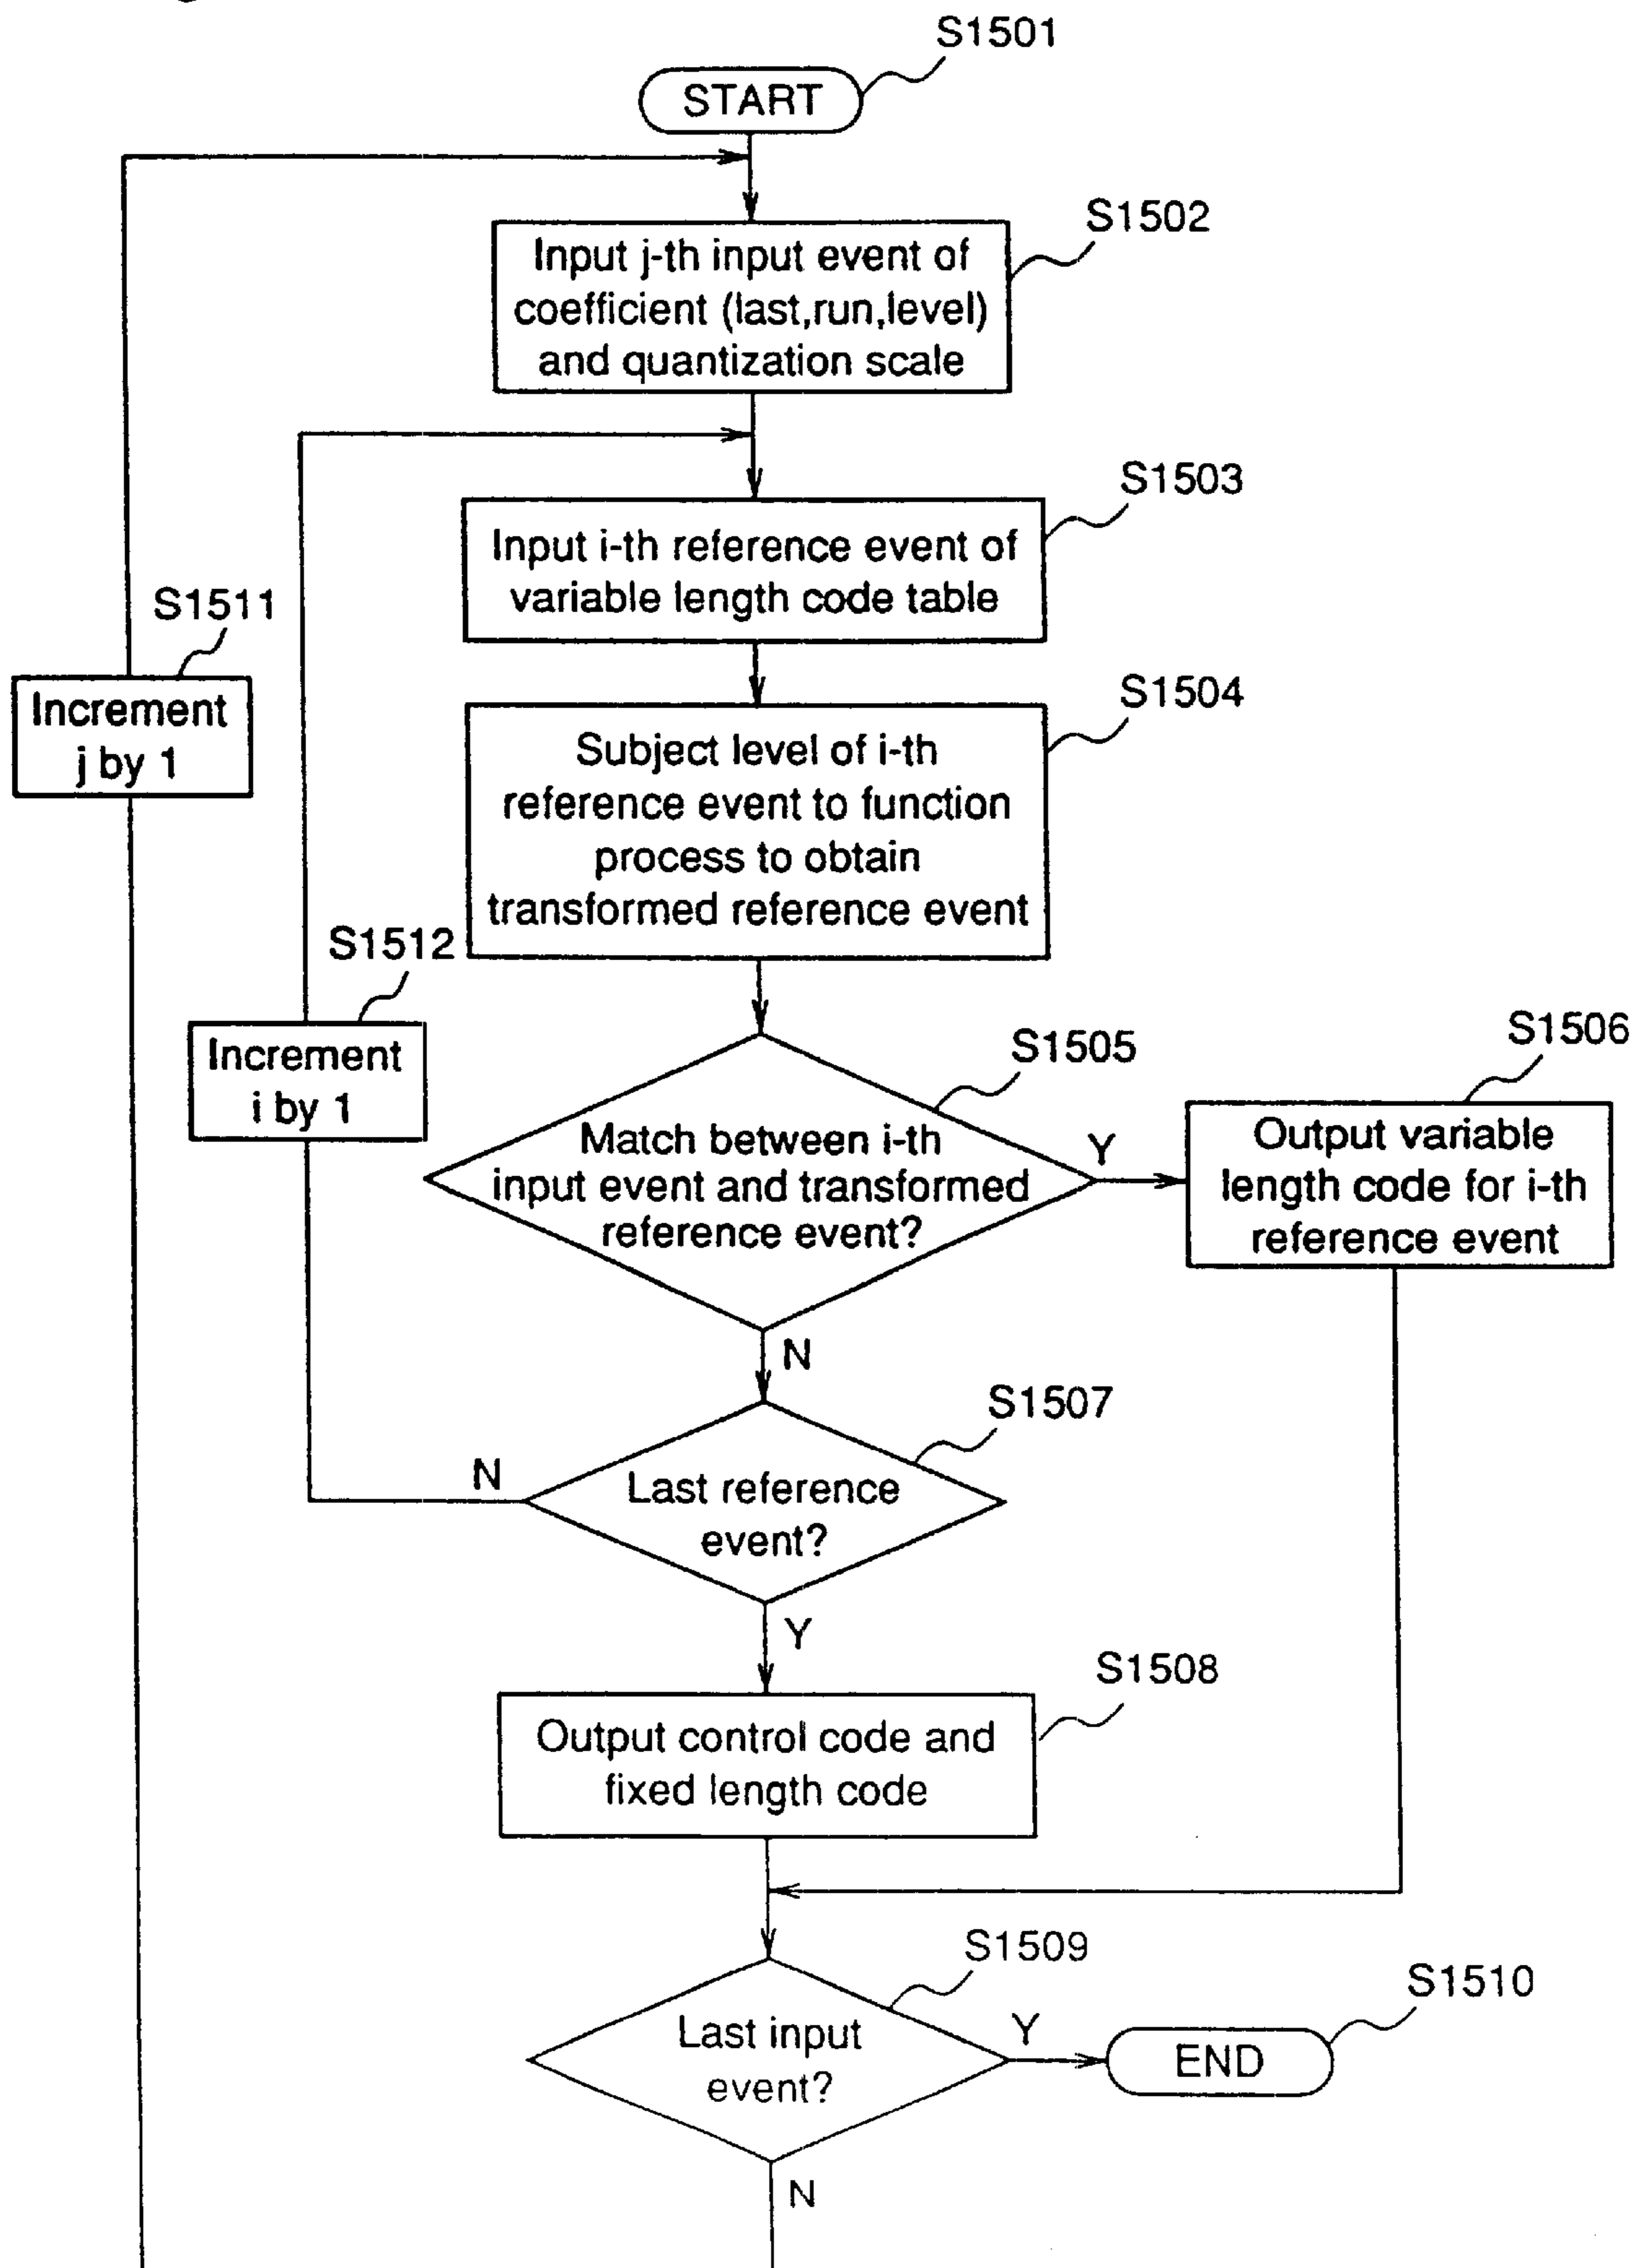 S1501
START
S1502
Input j-th input event of
coefficient (last,run,level)
and quantization scale
S1503
Input i-th reference event of
variable length code table
S1511
Increment
j by 1
S1504
Subject level of i-th
reference event to function
process to obtain
transformed reference event
S1512
Increment
i by 1
S1505
Match between i-th
input event and transformed
reference event?
Y
S1506
Output variable
length code for i-th
reference event
N
S1507
Last reference
event?
N
Y
S1508
Output control code and
fixed length code
S1509
Last input
event?
Y
S1510
END
N